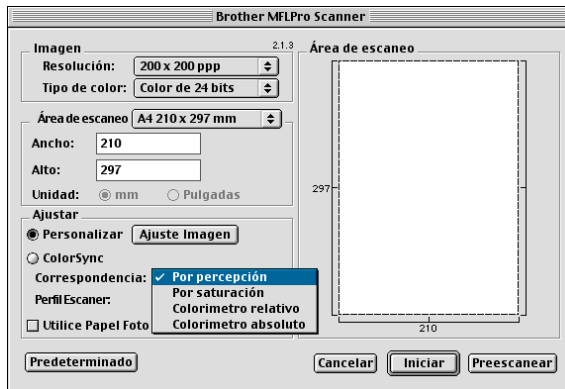 Brother MFLPro Scanner
Imagen
2.1.3
Resolución: 200 x 200 ppp
Tipo de color: Color de 24 bits
Área de escaneo A4 210 x 297 mm
Ancho: 210
Alto: 297
Unidad: mm Pulgadas
Ajustar
Personalizar Ajuste Imagen
ColorSync
Correspondencia: ✓ Por percepción
Por saturación
Perfil Escaner:
Colorimetro relativo
Utilice Papel Foto
Colorimetro absoluto
Predeterminado
Área de escaneo
297
210
Cancelar Iniciar Preescanear